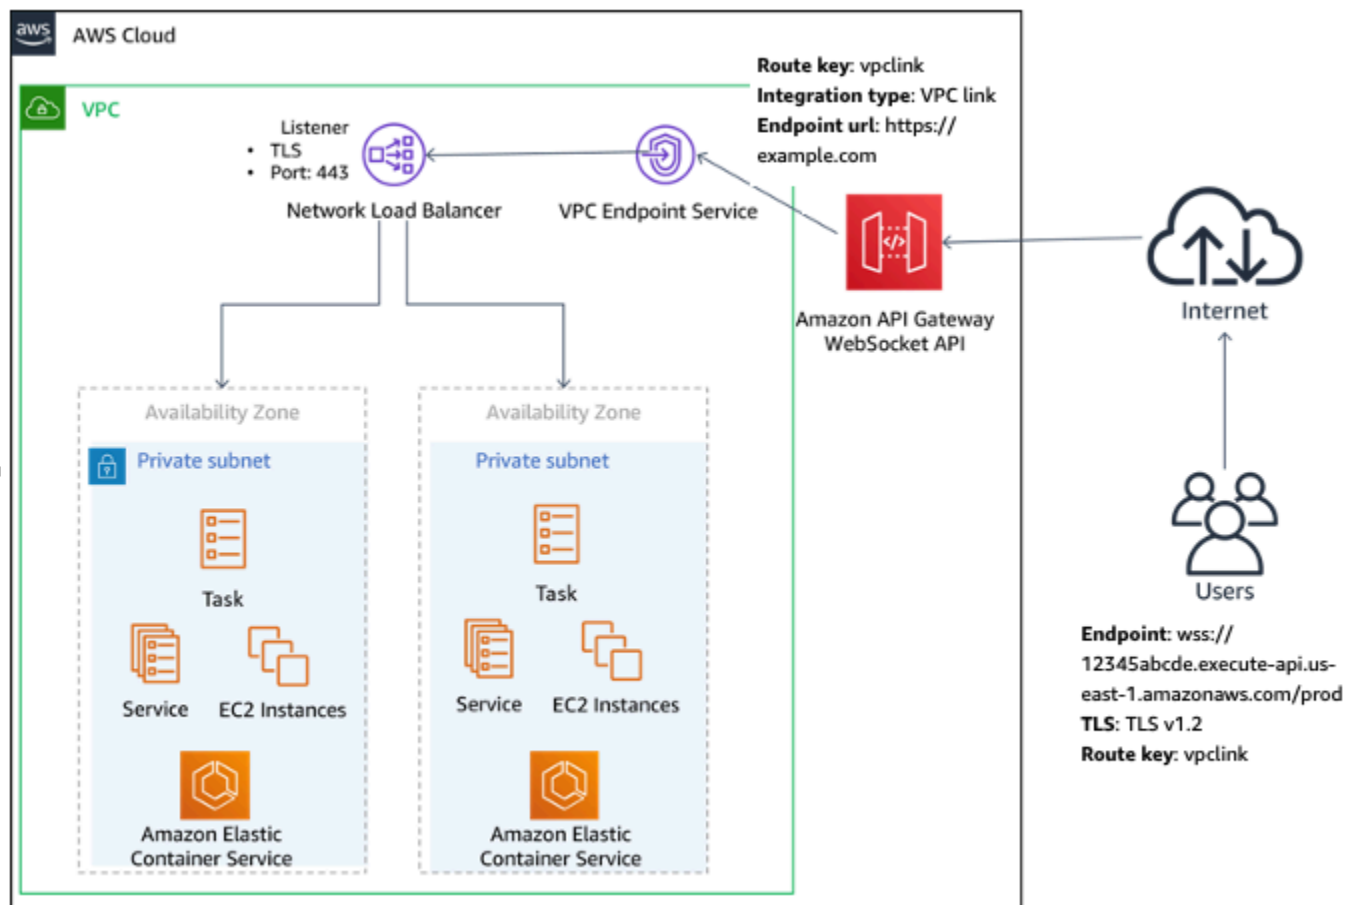 aws
AWS Cloud
VPC
Listener
• TLS
• Port: 443
Network Load Balancer
VPC Endpoint Service
Route key: vpclink
Integration type: VPC link
Endpoint url: https://
example.com
Amazon API Gateway
WebSocket API
Internet
Users
Endpoint: wss://
12345abcde.execute-api.us-
east-1.amazonaws.com/prod
TLS: TLS v1.2
Route key: vpclink
Availability Zone
Private subnet
Task
Service
EC2 Instances
Amazon Elastic
Container Service
Availability Zone
Private subnet
Task
Service
EC2 Instances
Amazon Elastic
Container Service